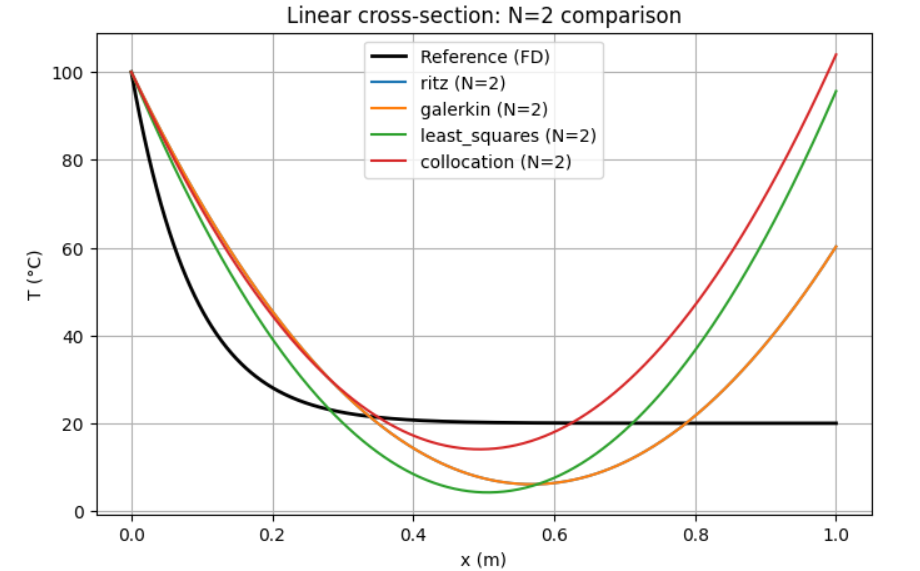 Linear cross-section: N=2 comparison
Reference (FD)
ritz (N=2)
galerkin (N=2)
least_squares (N=2)
collocation (N=2)
T (°C)
100
80
60
40
20
0
0.0 0.2 0.4 0.6 0.8 1.0
x (m)